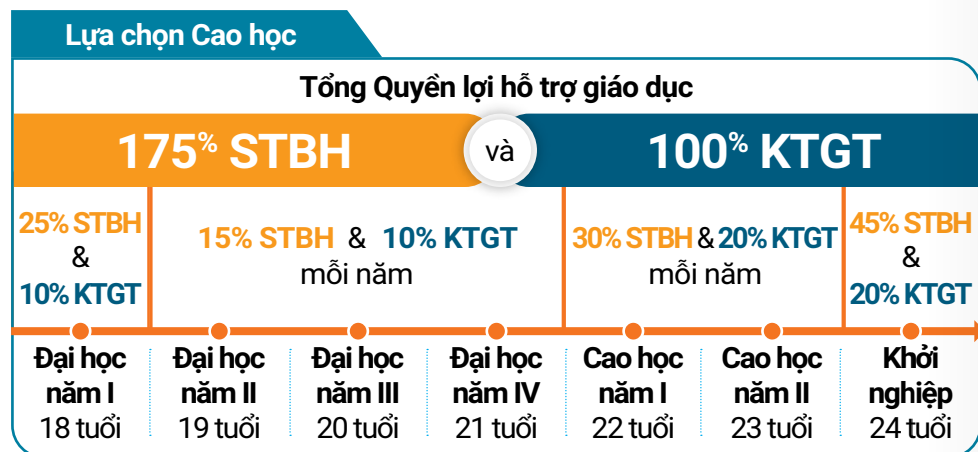 Lựa chọn Cao học
Tổng Quyền lợi hỗ trợ giáo dục
175% STBH và 100% KTGT
25% STBH
&
10% KTGT
15% STBH & 10% KTGT
mỗi năm
30% STBH & 20% KTGT
mỗi năm
45% STBH
&
20% KTGT
Đại học
năm I
18 tuổi
Đại học
năm II
19 tuổi
Đại học
năm III
20 tuổi
Đại học
năm IV
21 tuổi
Cao học
năm I
22 tuổi
Cao học
năm II
23 tuổi
Khởi
nghiệp
24 tuổi